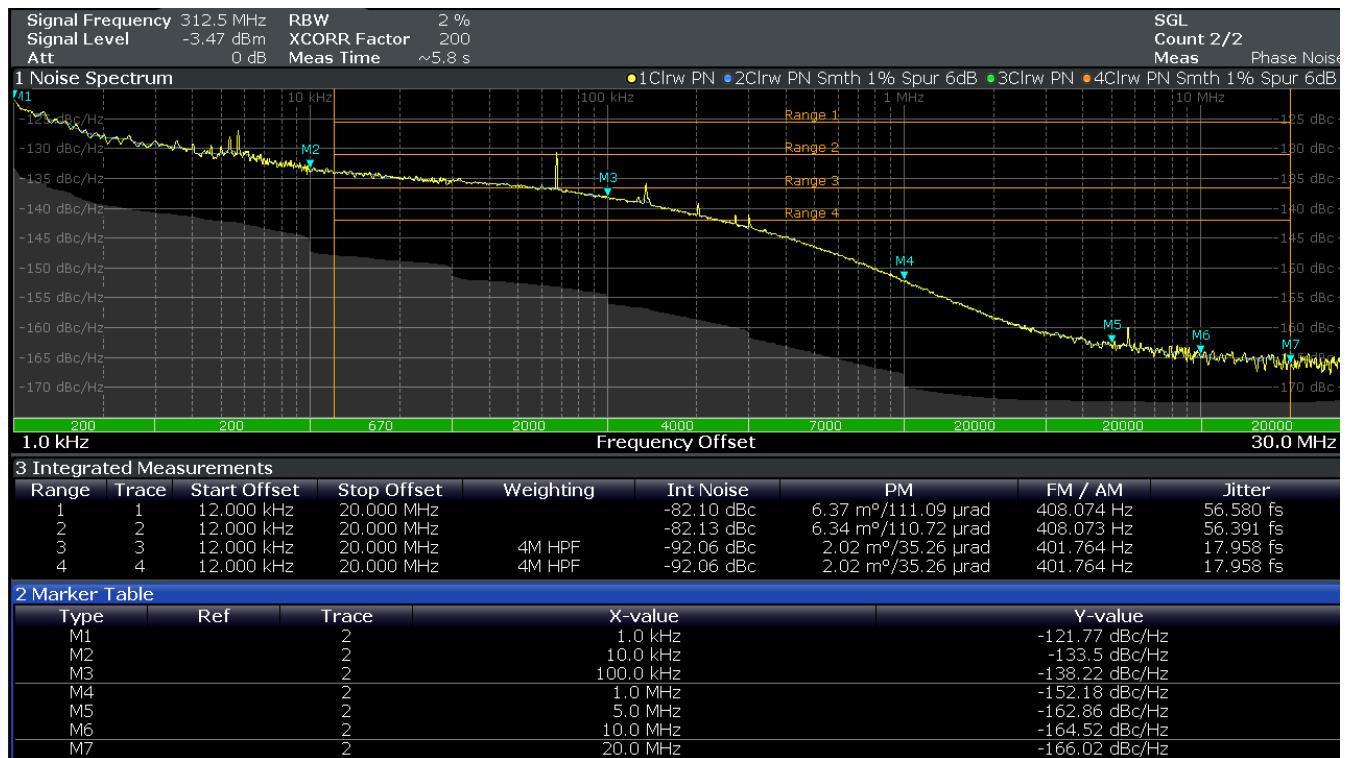 Signal Frequency 312.5 MHz RBW 2 % SGL
Signal Level -3.47 dBm XCORR Factor 200 Count 2/2
Att 0 dB Meas Time ~5.8 s Meas Phase Noise
1 Noise Spectrum 1Clrw PN 2Clrw PN Smth 1% Spur 6dB 3Clrw PN 4Clrw PN Smth 1% Spur 6dB
M1 10 kHz 100 kHz 1 MHz 10 MHz
-125 dBc/Hz Range 1 -125 dBc
-130 dBc/Hz M2 Range 2 -130 dBc
-135 dBc/Hz M3 Range 3 -135 dBc
-140 dBc/Hz Range 4 -140 dBc
-145 dBc/Hz -145 dBc
-150 dBc/Hz M4 -150 dBc
-155 dBc/Hz -155 dBc
-160 dBc/Hz M5 M6 M7 -160 dBc
-165 dBc/Hz
-170 dBc/Hz -170 dBc
200 200 670 2000 4000 7000 20000 20000 20000
1.0 kHz Frequency Offset 30.0 MHz
3 Integrated Measurements
Range Trace Start Offset Stop Offset Weighting Int Noise PM FM / AM Jitter
1 1 12.000 kHz 20.000 MHz -82.10 dBc 6.37 m°/111.09 µrad 408.074 Hz 56.580 fs
2 2 12.000 kHz 20.000 MHz -82.13 dBc 6.34 m°/110.72 µrad 408.073 Hz 56.391 fs
3 3 12.000 kHz 20.000 MHz 4M HPF -92.06 dBc 2.02 m°/35.26 µrad 401.764 Hz 17.958 fs
4 4 12.000 kHz 20.000 MHz 4M HPF -92.06 dBc 2.02 m°/35.26 µrad 401.764 Hz 17.958 fs
2 Marker Table
Type Ref Trace X-value Y-value
M1 2 1.0 kHz -121.77 dBc/Hz
M2 2 10.0 kHz -133.5 dBc/Hz
M3 2 100.0 kHz -138.22 dBc/Hz
M4 2 1.0 MHz -152.18 dBc/Hz
M5 2 5.0 MHz -162.86 dBc/Hz
M6 2 10.0 MHz -164.52 dBc/Hz
M7 2 20.0 MHz -166.02 dBc/Hz